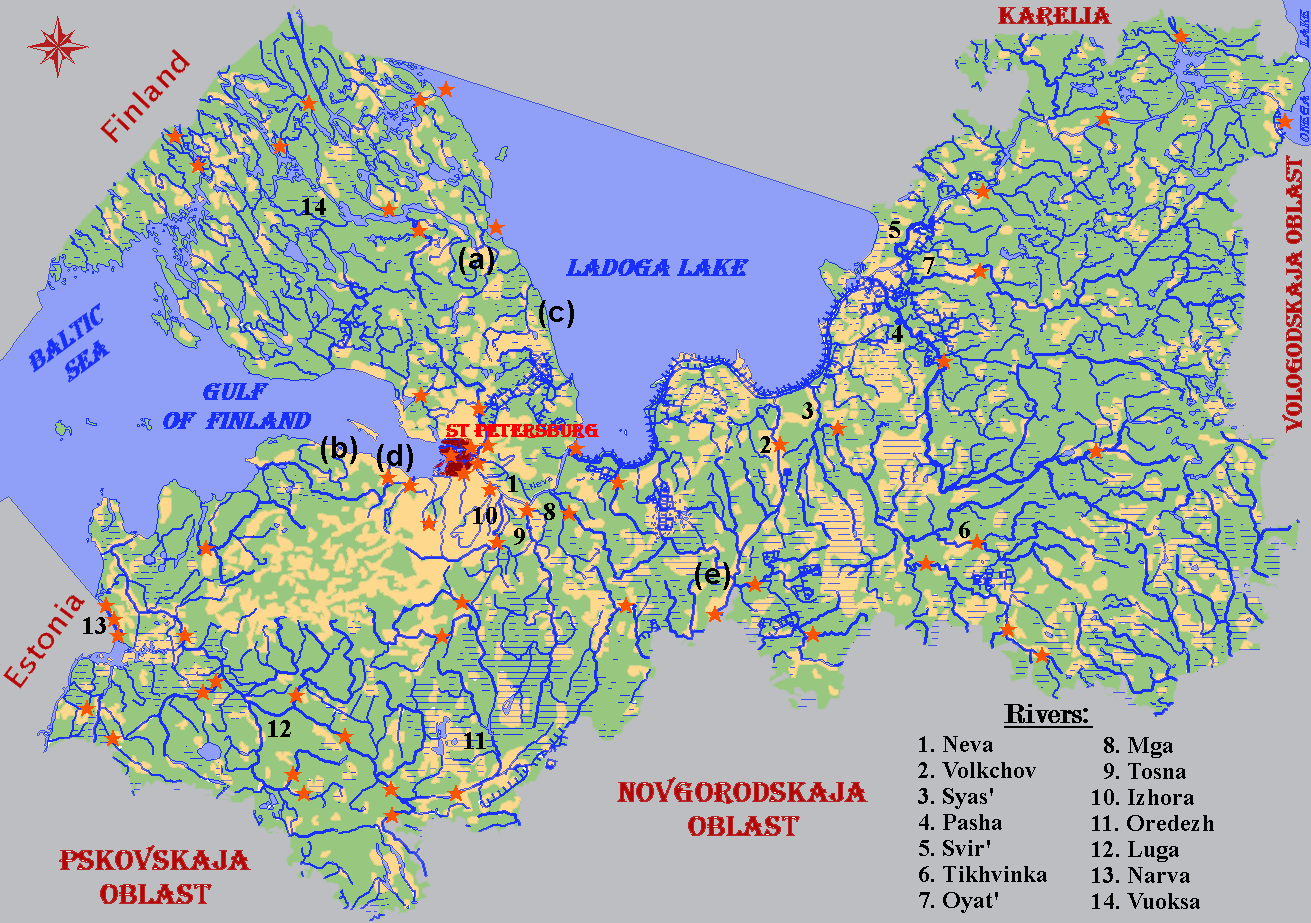 KARELIA
ONEGA LAKE
Finland
VOLOGODSKAJA OBLAST
14
5
(a)
7
LADOGA LAKE
(c)
BALTIC
SEA
4
GULF
OF FINLAND
3
ST PETERSBURG
2
(b)
(d)
1
10
8
9
6
(e)
Estonia
13
12
11
Rivers:
1. Neva
2. Volkchov
3. Syas'
4. Pasha
5. Svir'
6. Tikhvinka
7. Oyat'
8. Mga
9. Tosna
10. Izhora
11. Oredezh
12. Luga
13. Narva
14. Vuoksa
NOVGORODSKAJA
OBLAST
PSKOVSKAJA
OBLAST